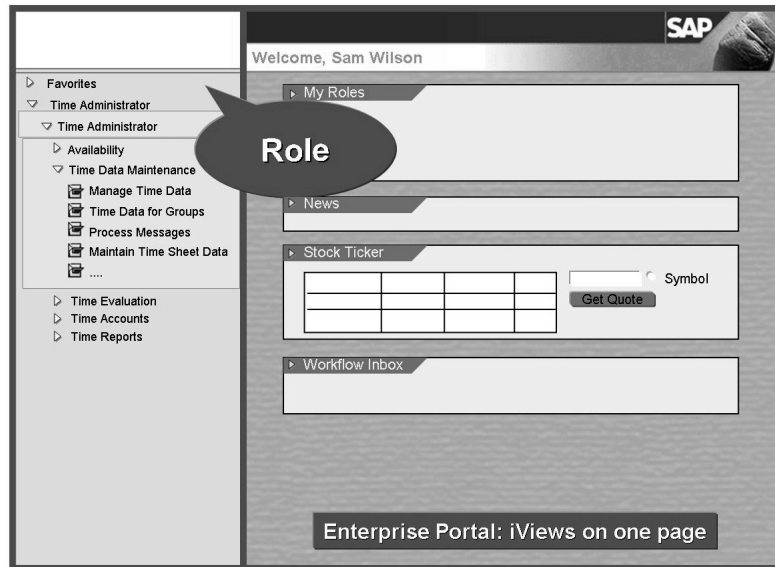 SAP
Welcome, Sam Wilson
Favorites
Time Administrator
Time Administrator
Availability
Time Data Maintenance
Manage Time Data
Time Data for Groups
Process Messages
Maintain Time Sheet Data
....
Time Evaluation
Time Accounts
Time Reports
Role
My Roles
News
Stock Ticker
Symbol
Get Quote
Workflow Inbox
Enterprise Portal: iViews on one page